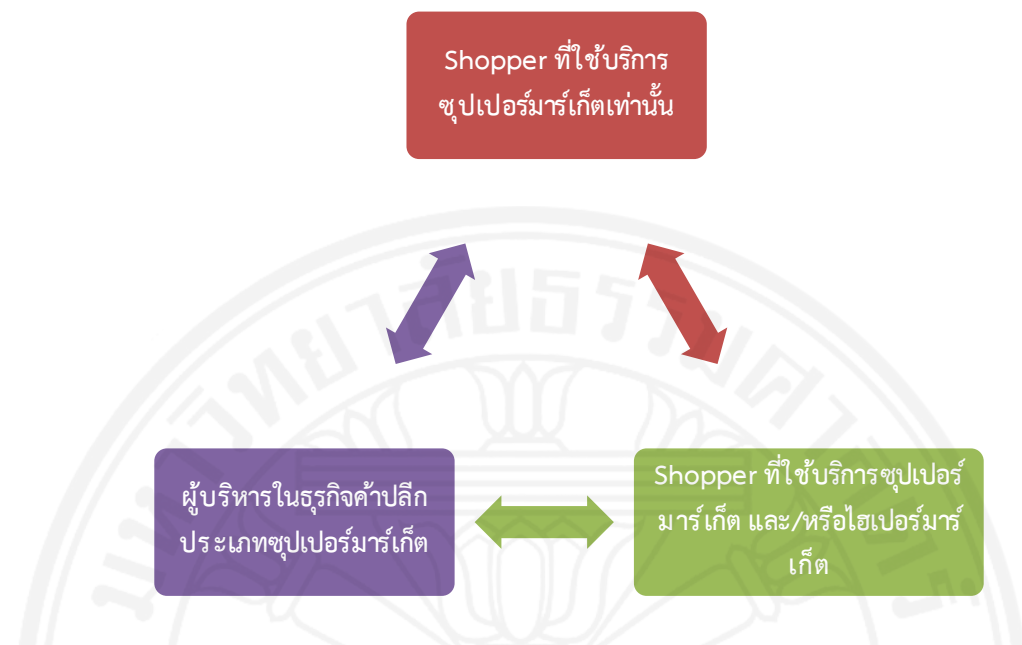 Shopper ที่ใช้บริการ
ซุปเปอร์มาร์เก็ตเท่านั้น
ผู้บริหารในธุรกิจค้าปลีก
ประเภทซุปเปอร์มาร์เก็ต
Shopper ที่ใช้บริการซุปเปอร์
มาร์เก็ต และ/หรือไฮเปอร์มาร์
เก็ต